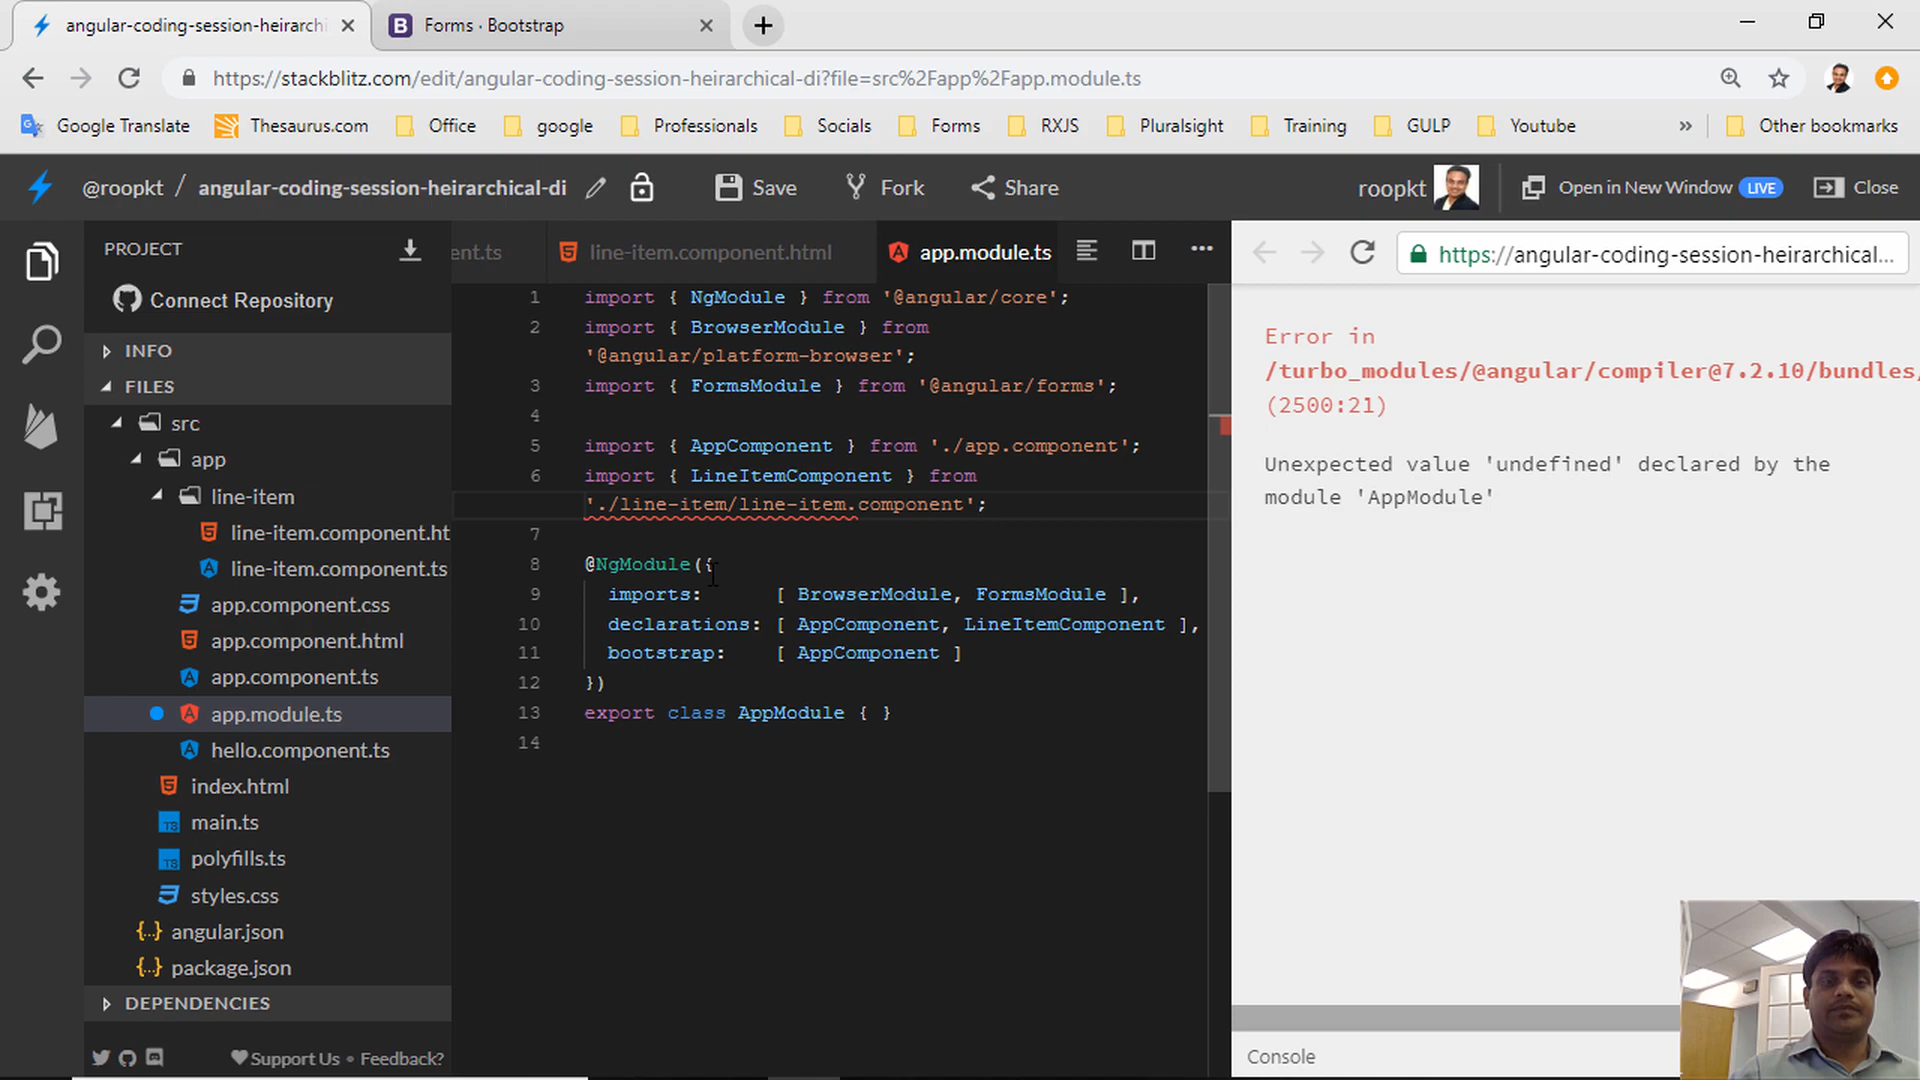 angular-coding-session-heirarchi
Forms · Bootstrap
https://stackblitz.com/edit/angular-coding-session-heirarchical-di?file=src%2Fapp%2Fapp.module.ts
Google Translate
Thesaurus.com
Office
google
Professionals
Socials
Forms
RXJS
Pluralsight
Training
GULP
Youtube
»
Other bookmarks
@roopkt / angular-coding-session-heirarchical-di
Save
Fork
Share
roopkt
Open in New Window LIVE
Close
PROJECT
Connect Repository
INFO
FILES
src
app
line-item
line-item.component.ht
line-item.component.ts
app.component.css
app.component.html
app.component.ts
app.module.ts
hello.component.ts
index.html
main.ts
polyfills.ts
styles.css
angular.json
package.json
DEPENDENCIES
Support Us • Feedback?
ent.ts
line-item.component.html
app.module.ts
1 import { NgModule } from '@angular/core';
2 import { BrowserModule } from
'@angular/platform-browser';
3 import { FormsModule } from '@angular/forms';
4
5 import { AppComponent } from './app.component';
6 import { LineItemComponent } from
'./line-item/line-item.component';
7
8 @NgModule({
9 imports: [ BrowserModule, FormsModule ],
10 declarations: [ AppComponent, LineItemComponent ],
11 bootstrap: [ AppComponent ]
12 })
13 export class AppModule { }
14
https://angular-coding-session-heirarchical...
Error in
/turbo_modules/@angular/compiler@7.2.10/bundles/
(2500:21)
Unexpected value 'undefined' declared by the
module 'AppModule'
Console